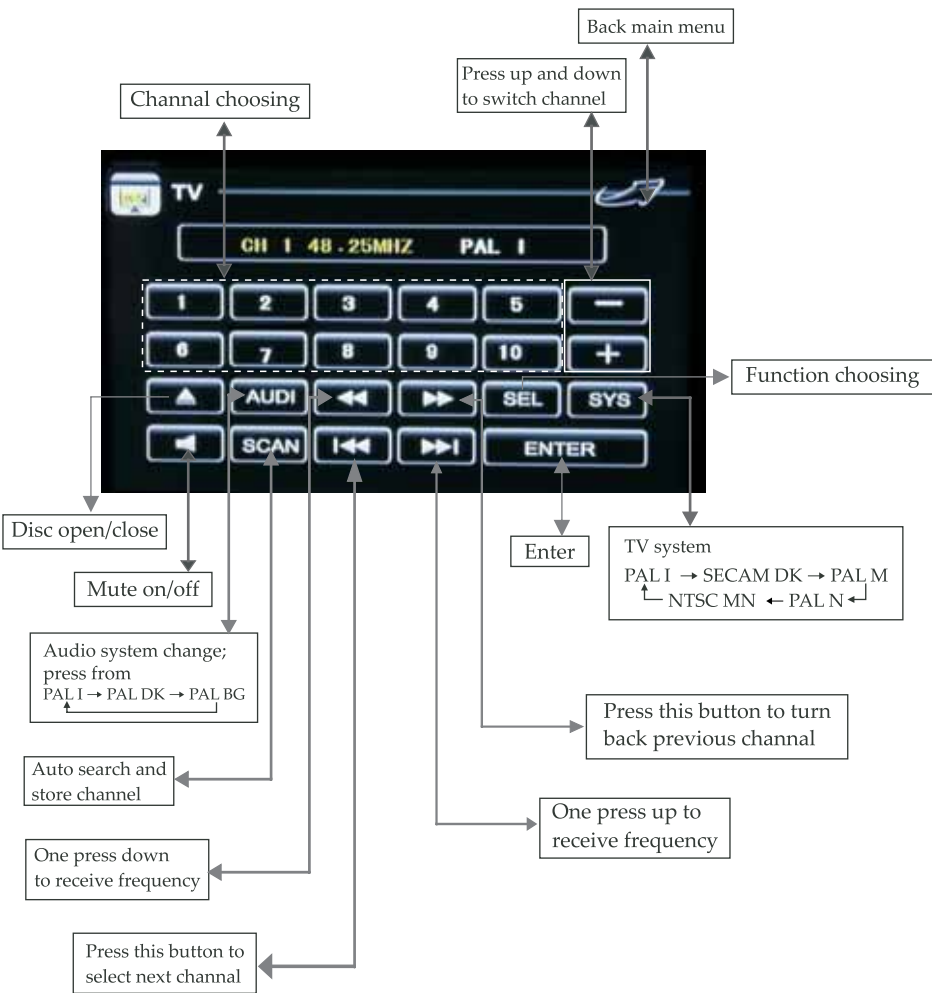 Back main menu
Press up and down
to switch channel
Channal choosing
TV
CH 1 48.25MHZ PAL I
1 2 3 4 5 −
6 7 8 9 10 +
AUDI SEL SYS
SCAN ENTER
Function choosing
Disc open/close
Mute on/off
Enter
TV system
PAL I → SECAM DK → PAL M
NTSC MN ← PAL N
Audio system change;
press from
PAL I → PAL DK → PAL BG
Press this button to turn
back previous channel
Auto search and
store channel
One press up to
receive frequency
One press down
to receive frequency
Press this button to
select next channel